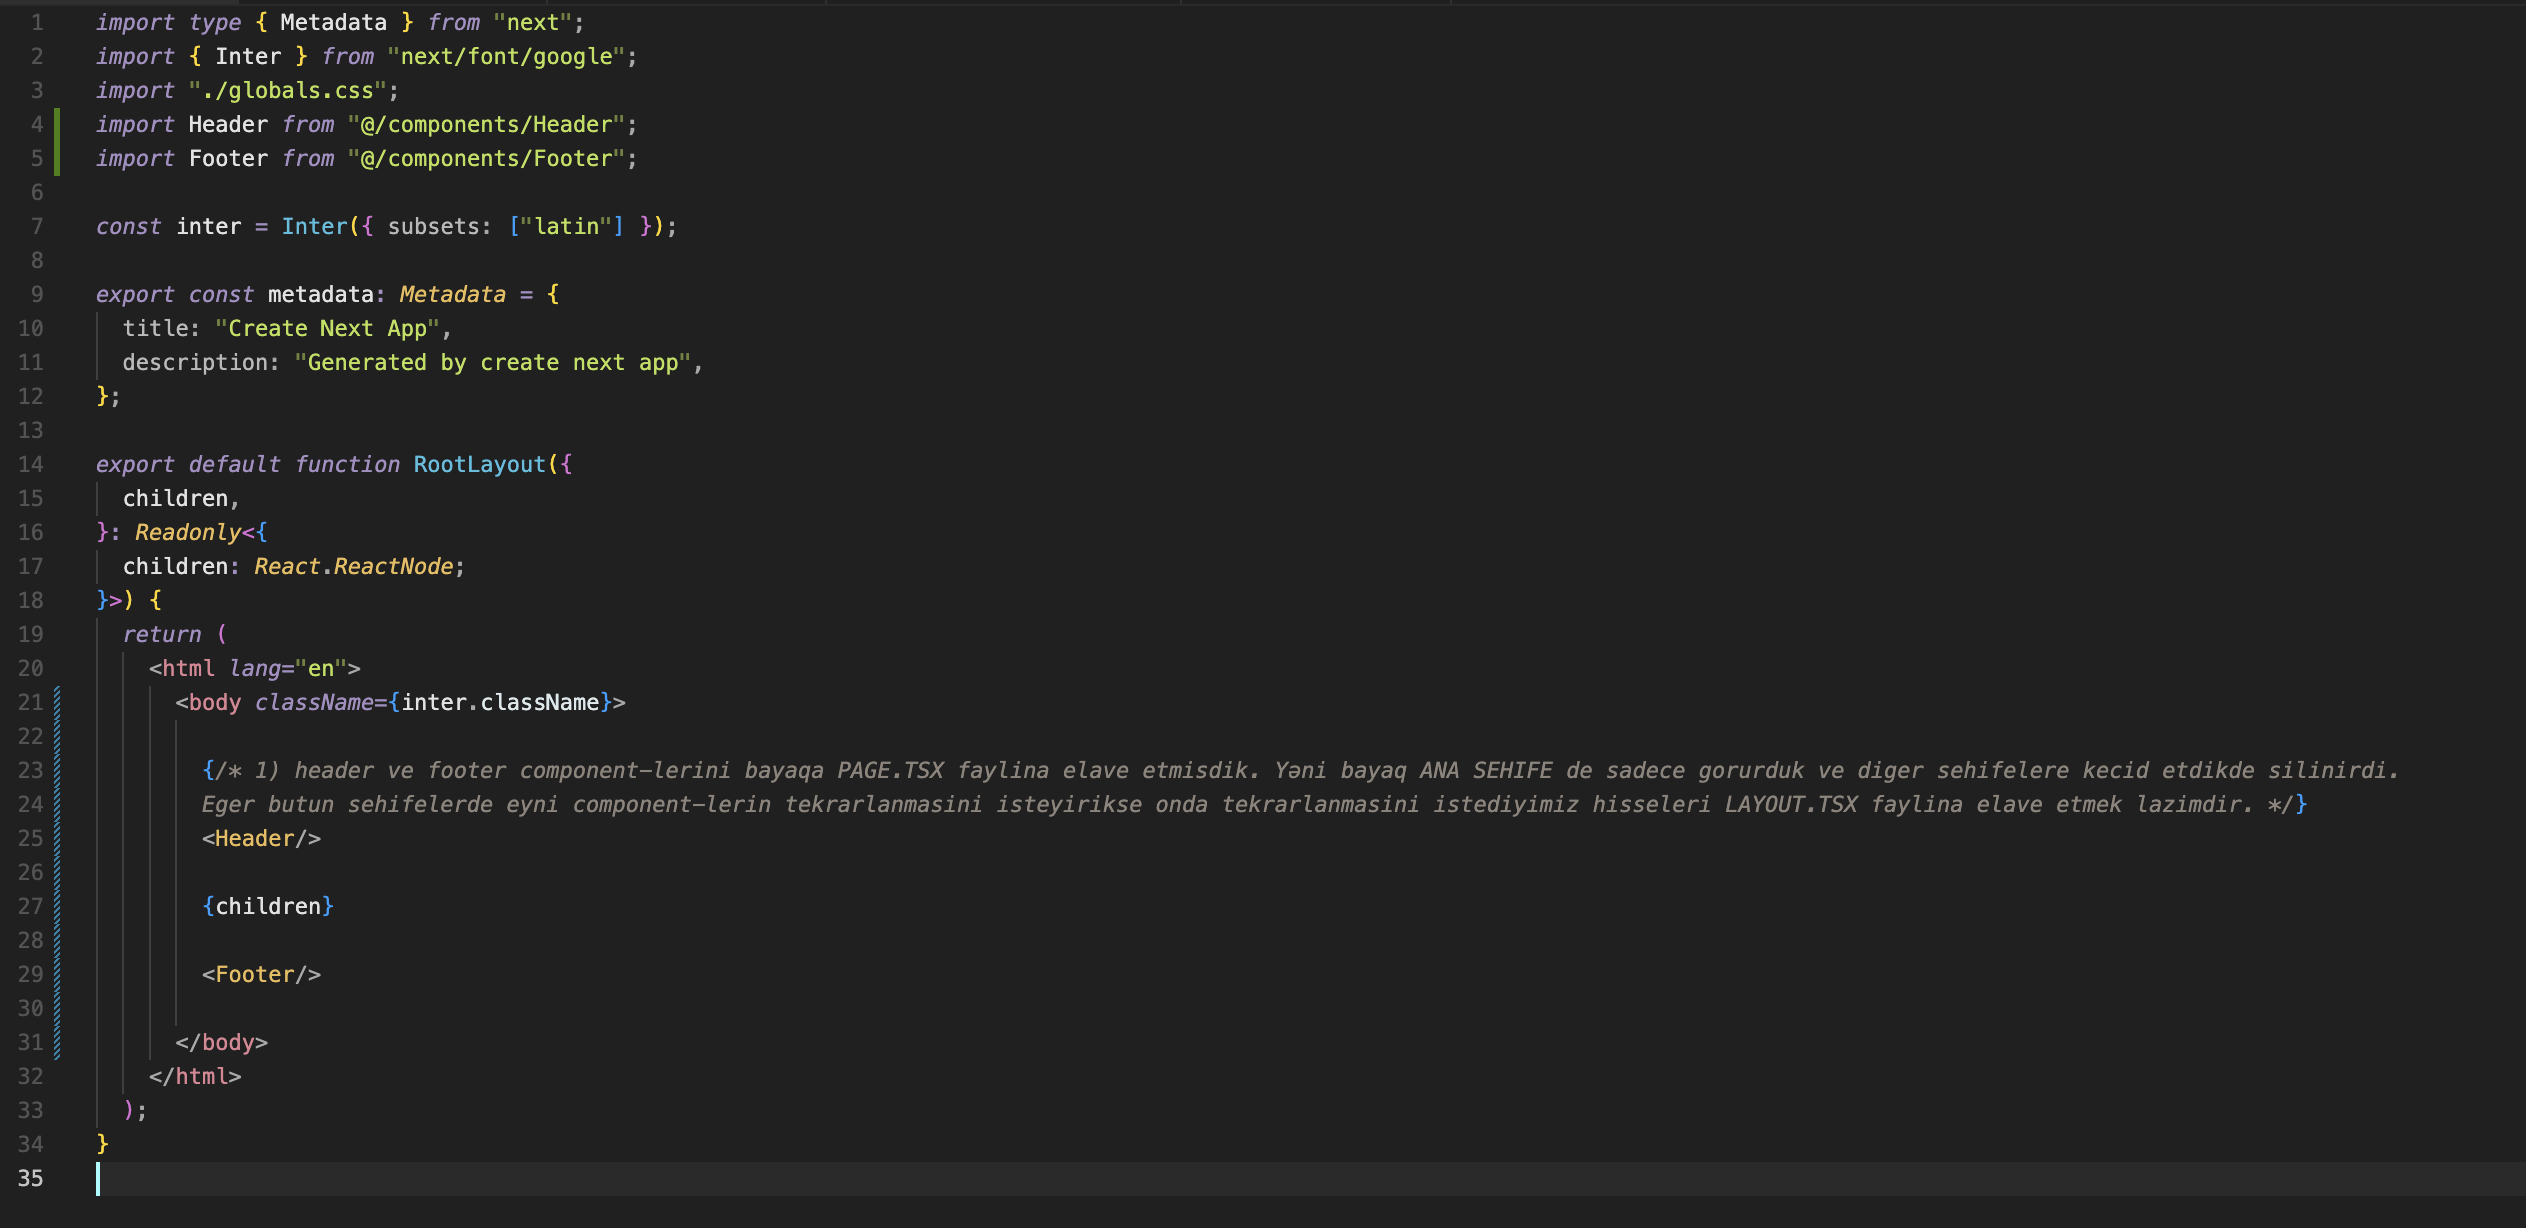 1 import type { Metadata } from "next";
2 import { Inter } from "next/font/google";
3 import "./globals.css";
4 import Header from "@/components/Header";
5 import Footer from "@/components/Footer";
6
7 const inter = Inter({ subsets: ["latin"] });
8
9 export const metadata: Metadata = {
10   title: "Create Next App",
11   description: "Generated by create next app",
12 };
13
14 export default function RootLayout({
15   children,
16 }: Readonly<{
17   children: React.ReactNode;
18 }>) {
19   return (
20     <html lang="en">
21       <body className={inter.className}>
22
23         {/* 1) header ve footer component-lerini bayaqa PAGE.TSX faylina elave etmisdik. Yəni bayaq ANA SEHIFE de sadece gorurduk ve diger sehifelere kecid etdikde silinirdi.
24         Eger butun sehifelerde eyni component-lerin tekrarlanmasini isteyirikse onda tekrarlanmasini istediyimiz hisseleri LAYOUT.TSX faylina elave etmek lazimdir. */}
25         <Header/>
26
27         {children}
28
29         <Footer/>
30
31       </body>
32     </html>
33   );
34 }
35